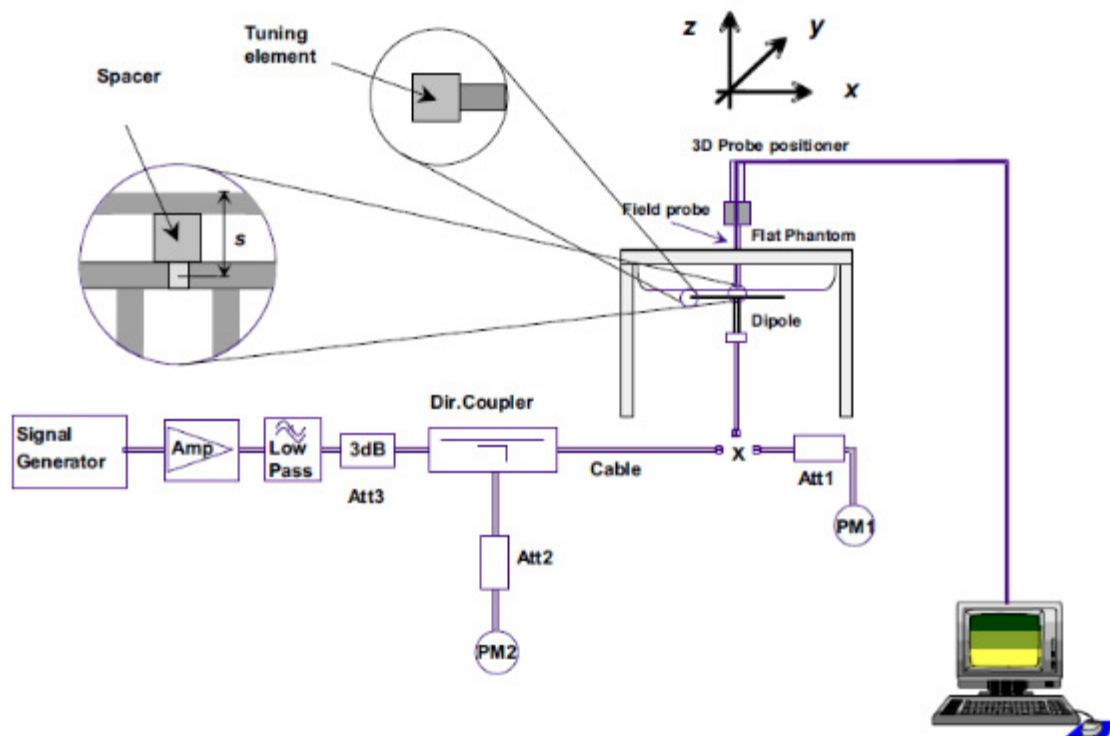 Tuning
element
Spacer
z
y
x
3D Probe positioner
Field probe
Flat Phantom
s
Dipole
Dir.Coupler
Signal
Generator
Amp
Low
Pass
3dB
Att3
Cable
X
Att1
PM1
Att2
PM2